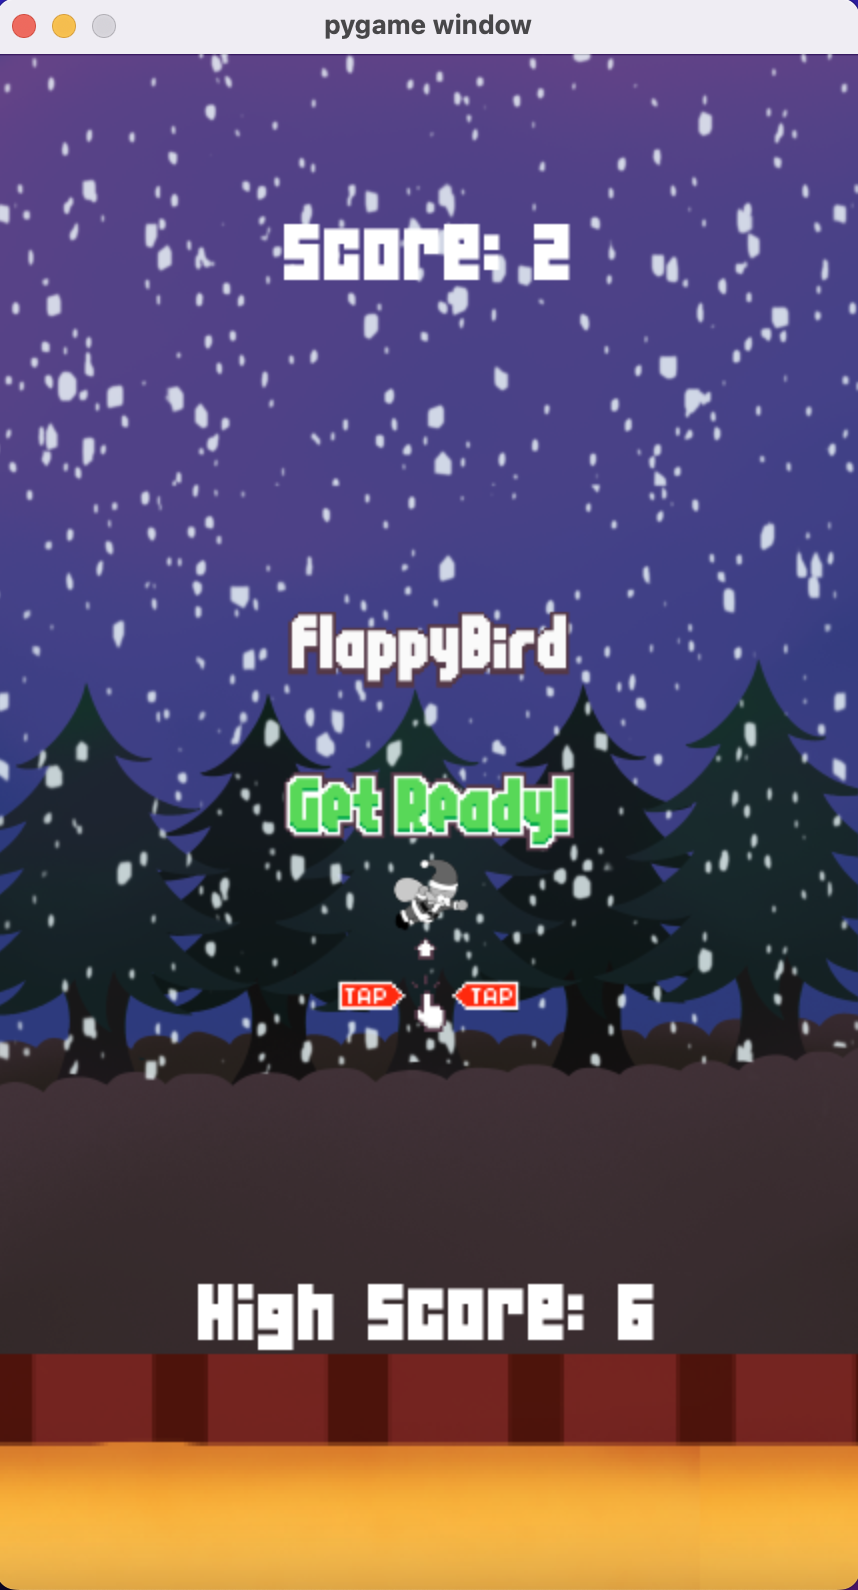 pygame window
Score: 2
FlappyBird
Get Ready!
TAP TAP
High Score: 6